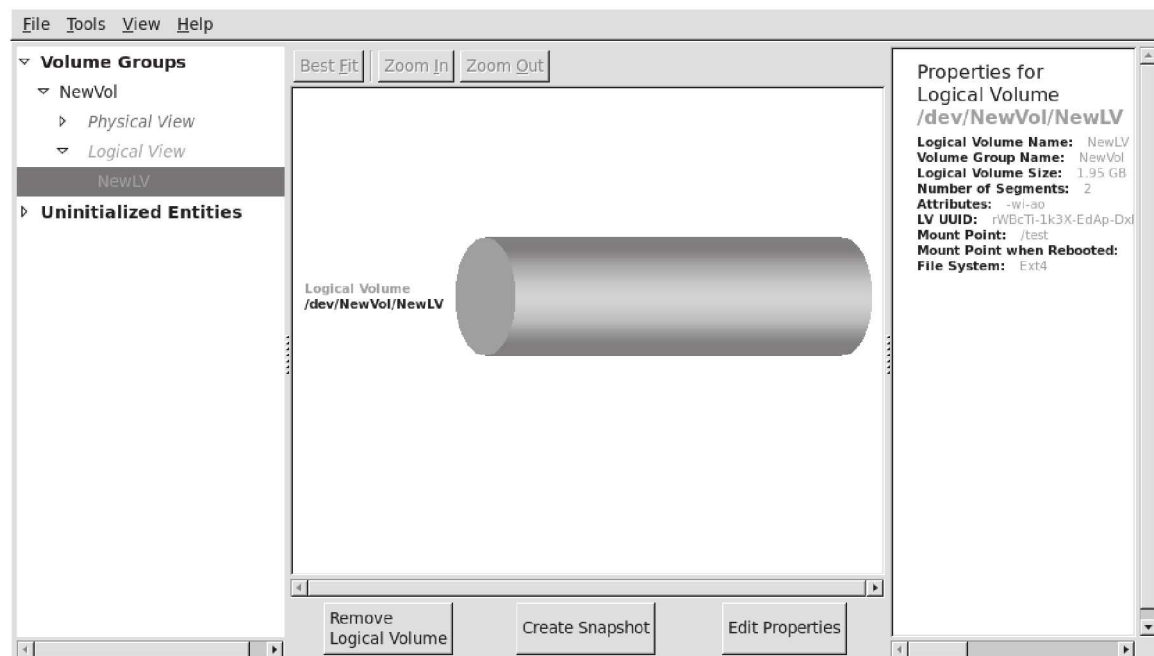 File Tools View Help
Volume Groups
NewVol
Physical View
Logical View
NewLV
Uninitialized Entities
Best Fit Zoom In Zoom Out
Logical Volume
/dev/NewVol/NewLV
Remove
Logical Volume
Create Snapshot
Edit Properties
Properties for
Logical Volume
/dev/NewVol/NewLV
Logical Volume Name: NewLV
Volume Group Name: NewVol
Logical Volume Size: 1.95 GB
Number of Segments: 2
Attributes: -wi-ao
LV UUID: rWBcTi-1k3X-EdAp-Dxl
Mount Point: /test
Mount Point when Rebooted:
File System: Ext4